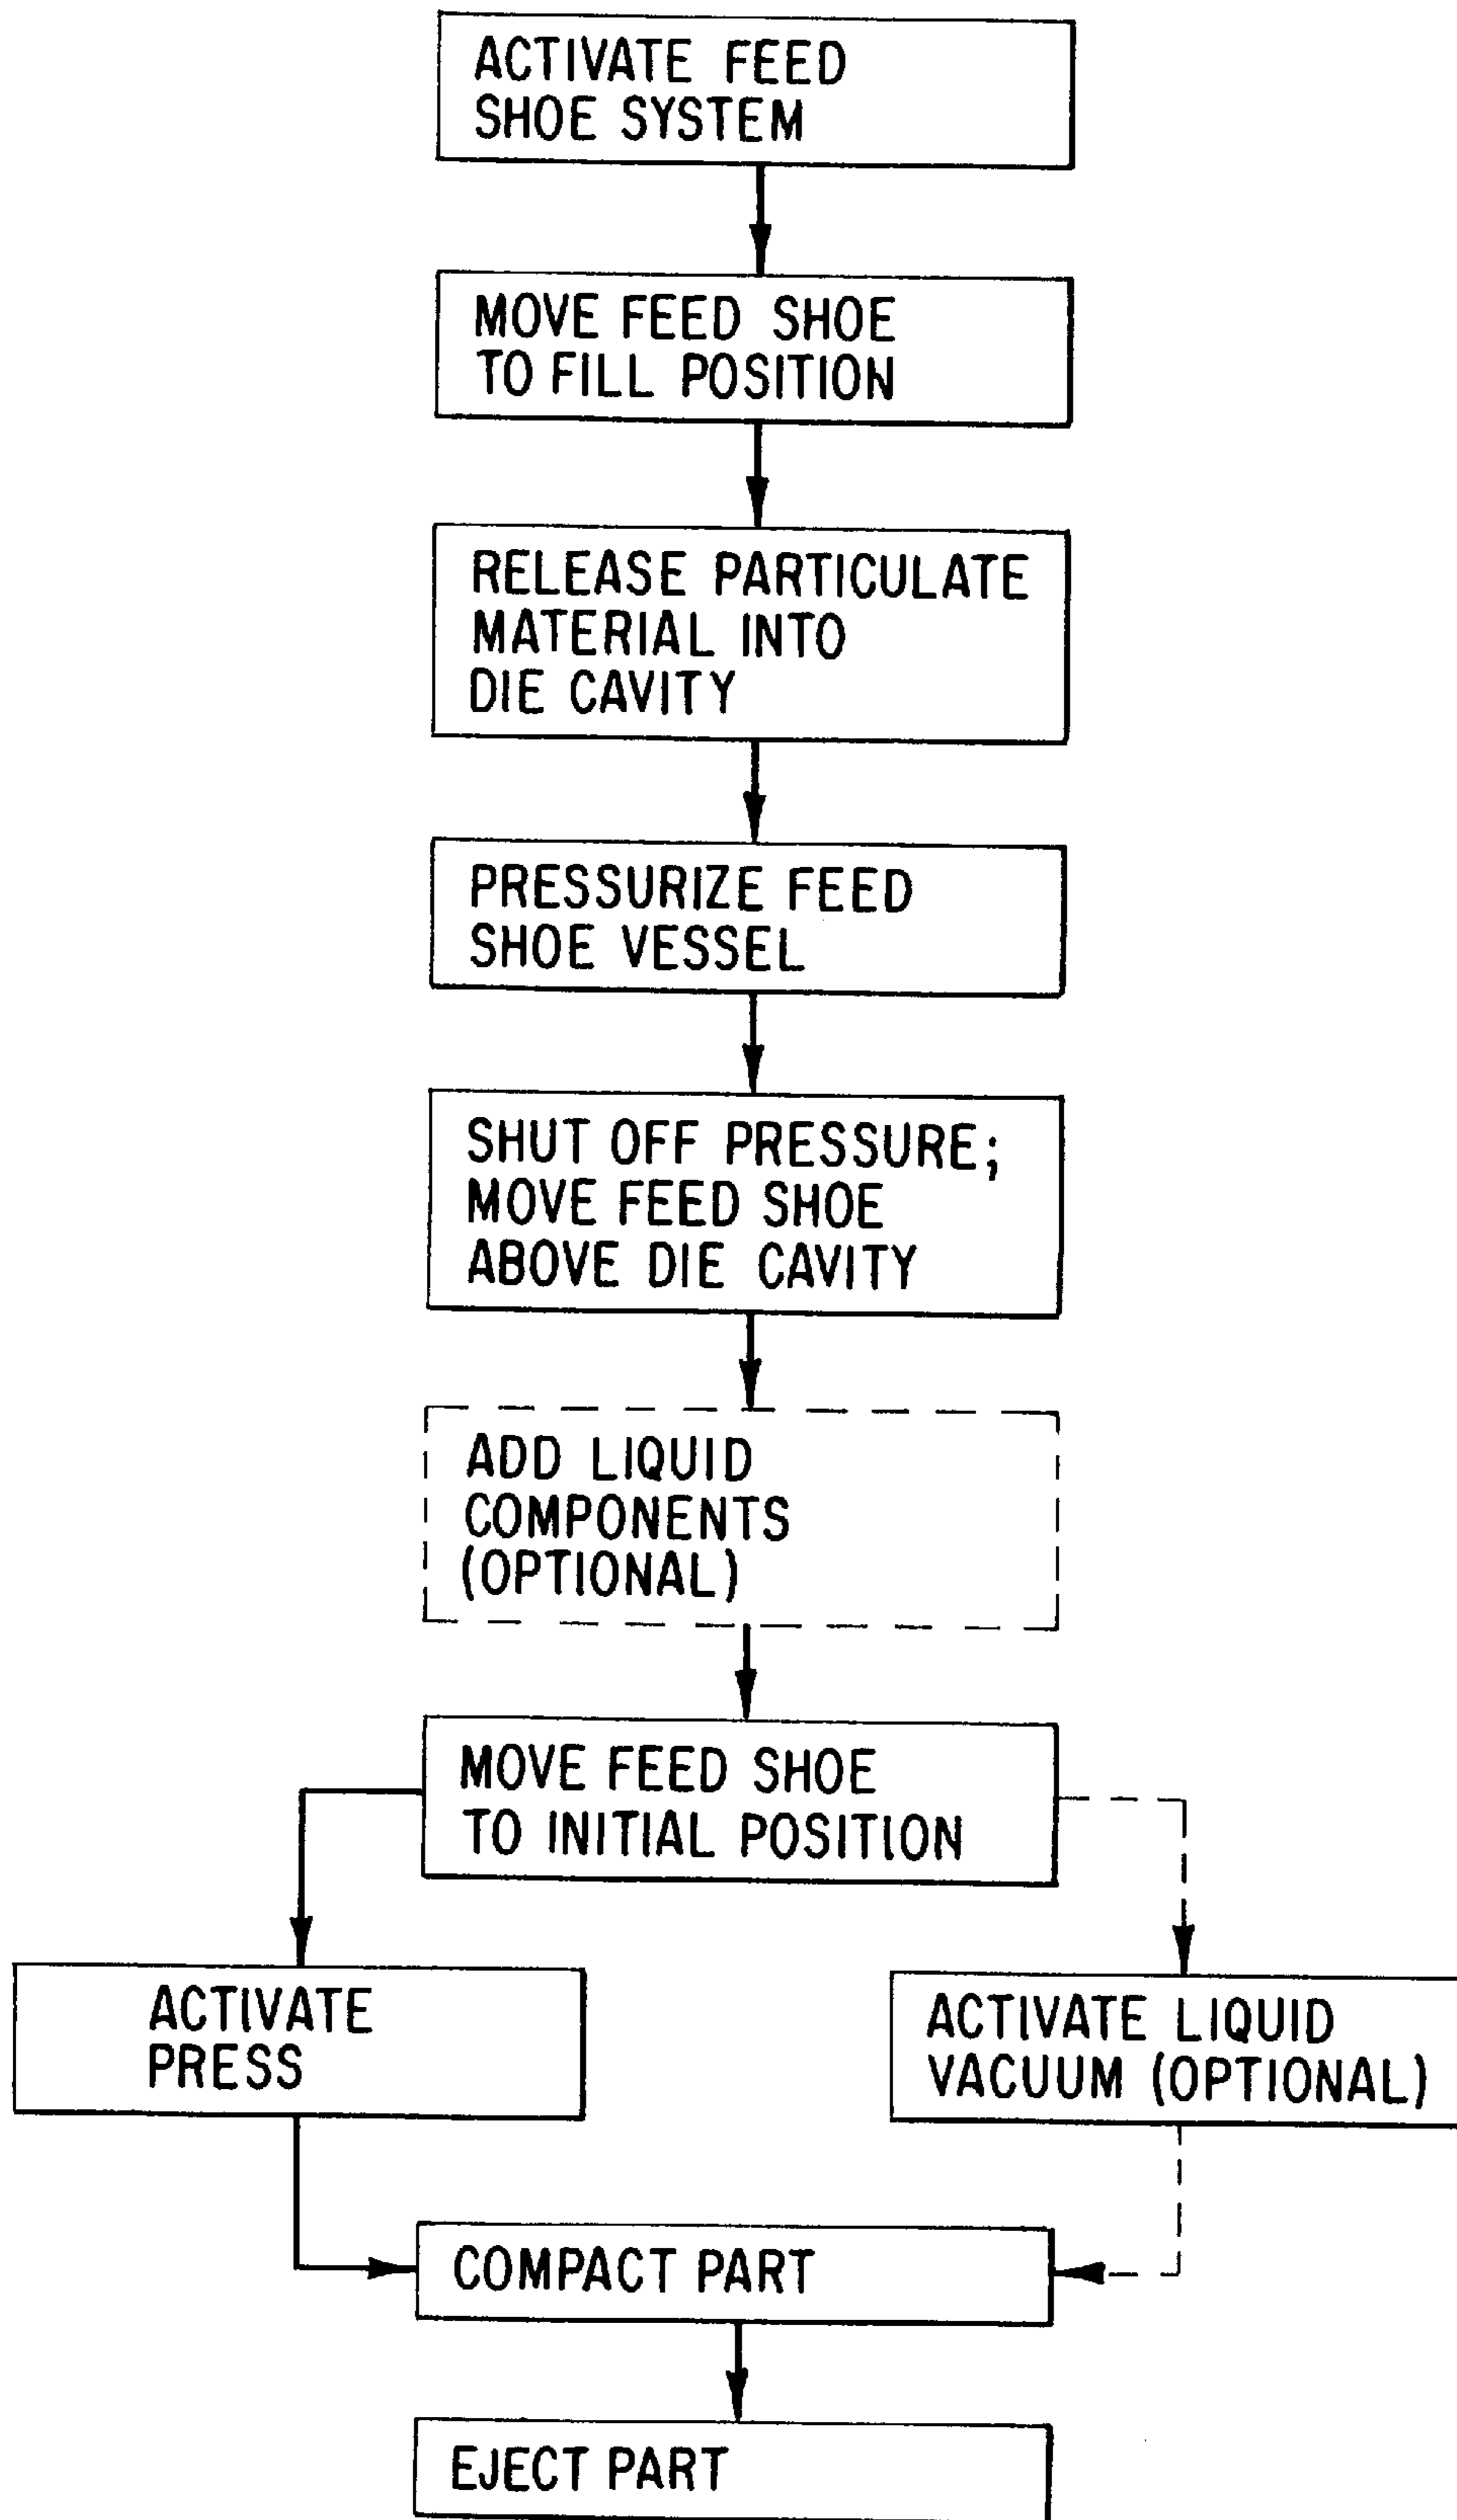 ACTIVATE FEED
SHOE SYSTEM
MOVE FEED SHOE
TO FILL POSITION
RELEASE PARTICULATE
MATERIAL INTO
DIE CAVITY
PRESSURIZE FEED
SHOE VESSEL
SHUT OFF PRESSURE;
MOVE FEED SHOE
ABOVE DIE CAVITY
ADD LIQUID
COMPONENTS
(OPTIONAL)
MOVE FEED SHOE
TO INITIAL POSITION
ACTIVATE
PRESS
ACTIVATE LIQUID
VACUUM (OPTIONAL)
COMPACT PART
EJECT PART